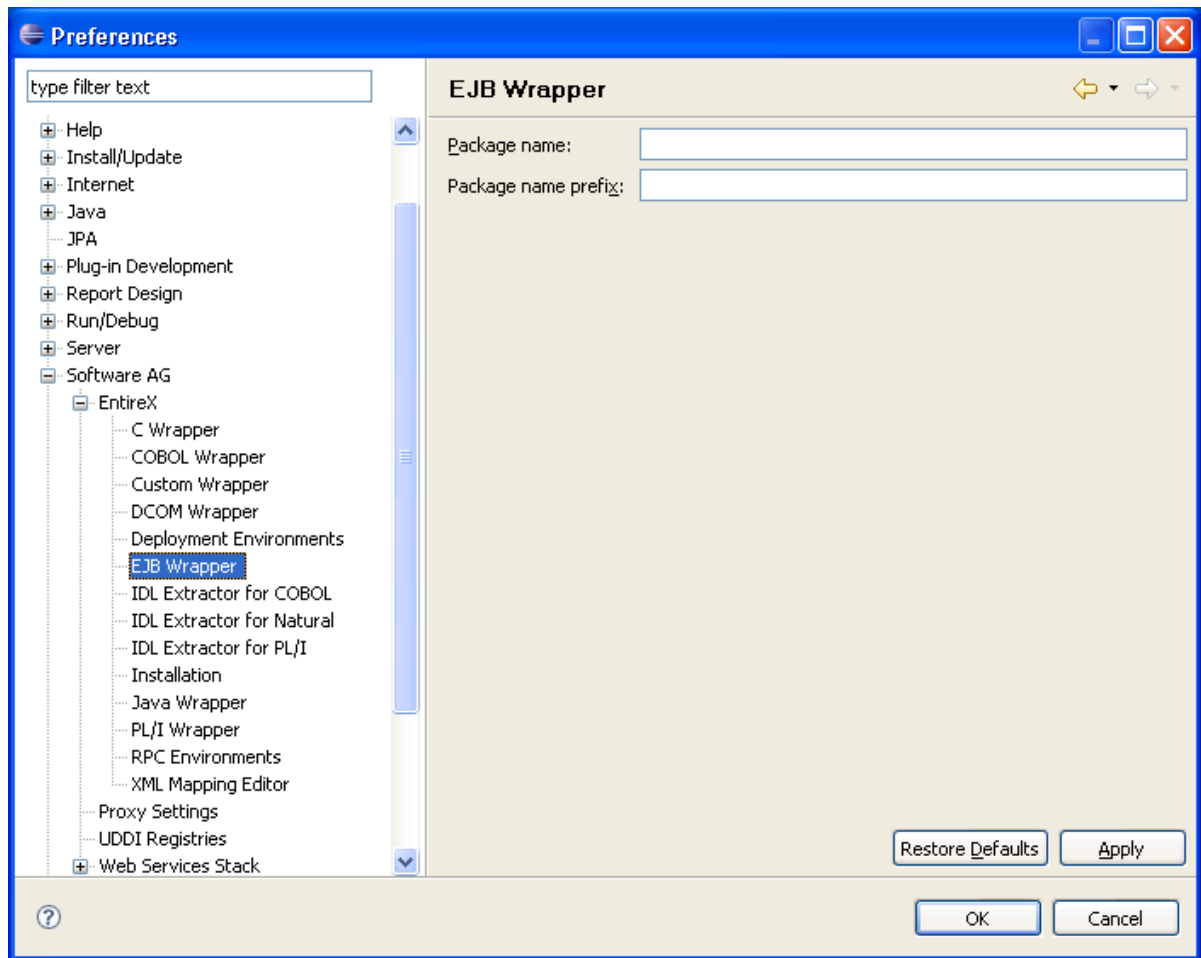 Preferences
type filter text
Help
Install/Update
Internet
Java
JPA
Plug-in Development
Report Design
Run/Debug
Server
Software AG
EntireX
C Wrapper
COBOL Wrapper
Custom Wrapper
DCOM Wrapper
Deployment Environments
EJB Wrapper
IDL Extractor for COBOL
IDL Extractor for Natural
IDL Extractor for PL/I
Installation
Java Wrapper
PL/I Wrapper
RPC Environments
XML Mapping Editor
Proxy Settings
UDDI Registries
Web Services Stack
EJB Wrapper
Package name:
Package name prefix:
Restore Defaults Apply
OK Cancel